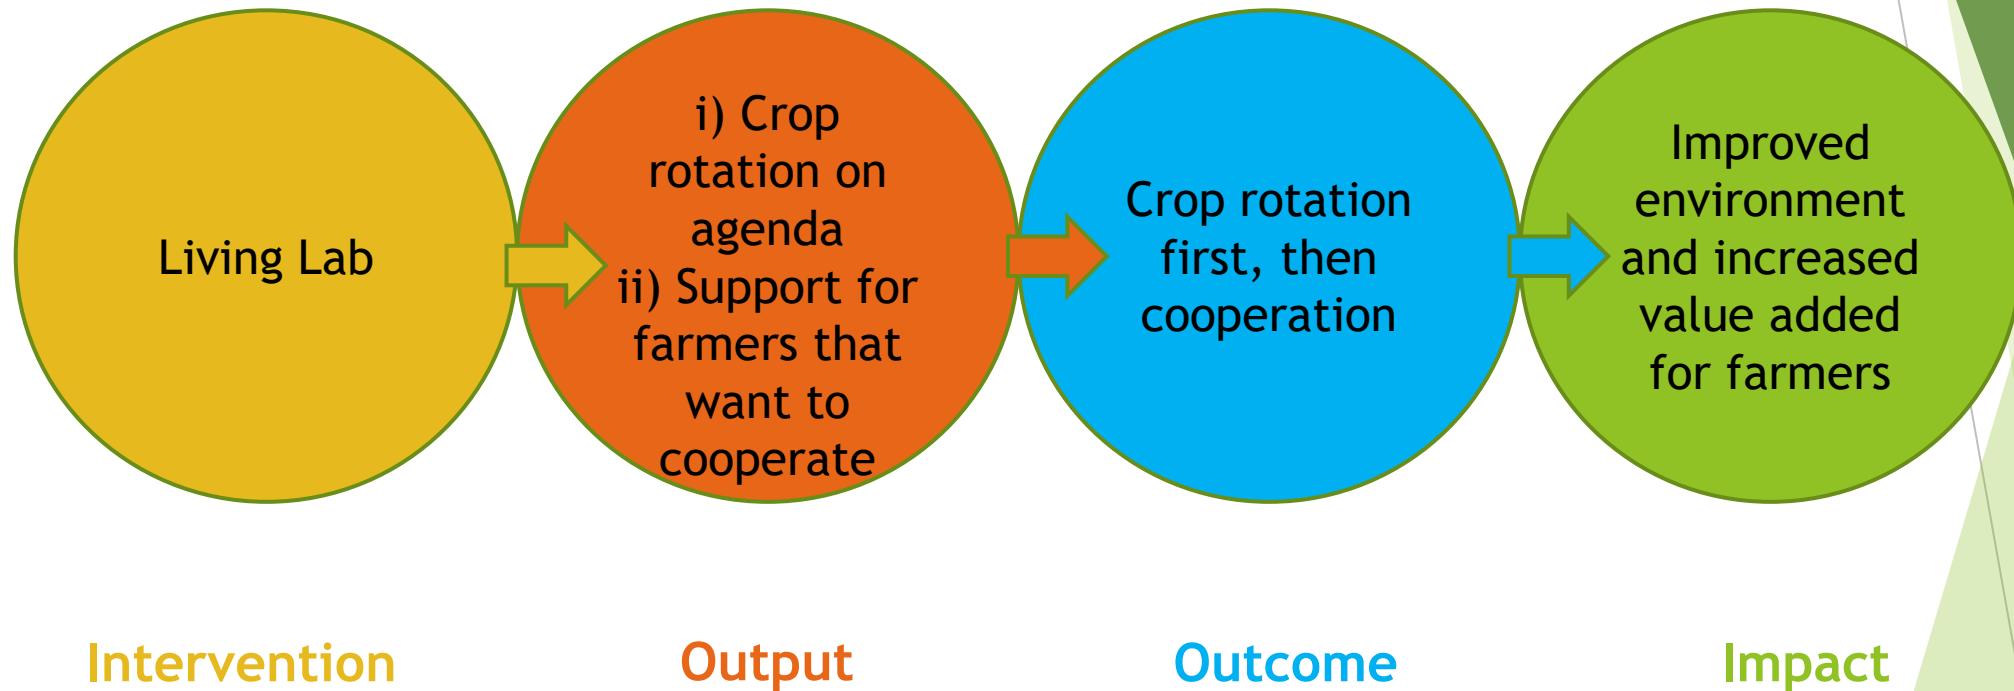 Living Lab
i) Crop
rotation on
agenda
ii) Support for
farmers that
want to
cooperate
Crop rotation
first, then
cooperation
Improved
environment
and increased
value added
for farmers
Intervention
Output
Outcome
Impact